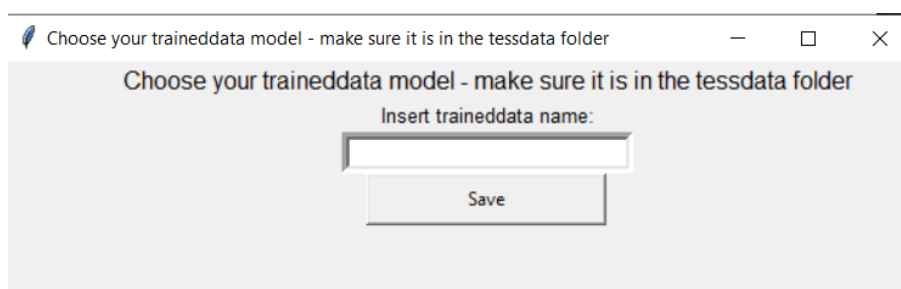 Choose your traineddata model - make sure it is in the tessdata folder
Choose your traineddata model - make sure it is in the tessdata folder
Insert traineddata name:
Save